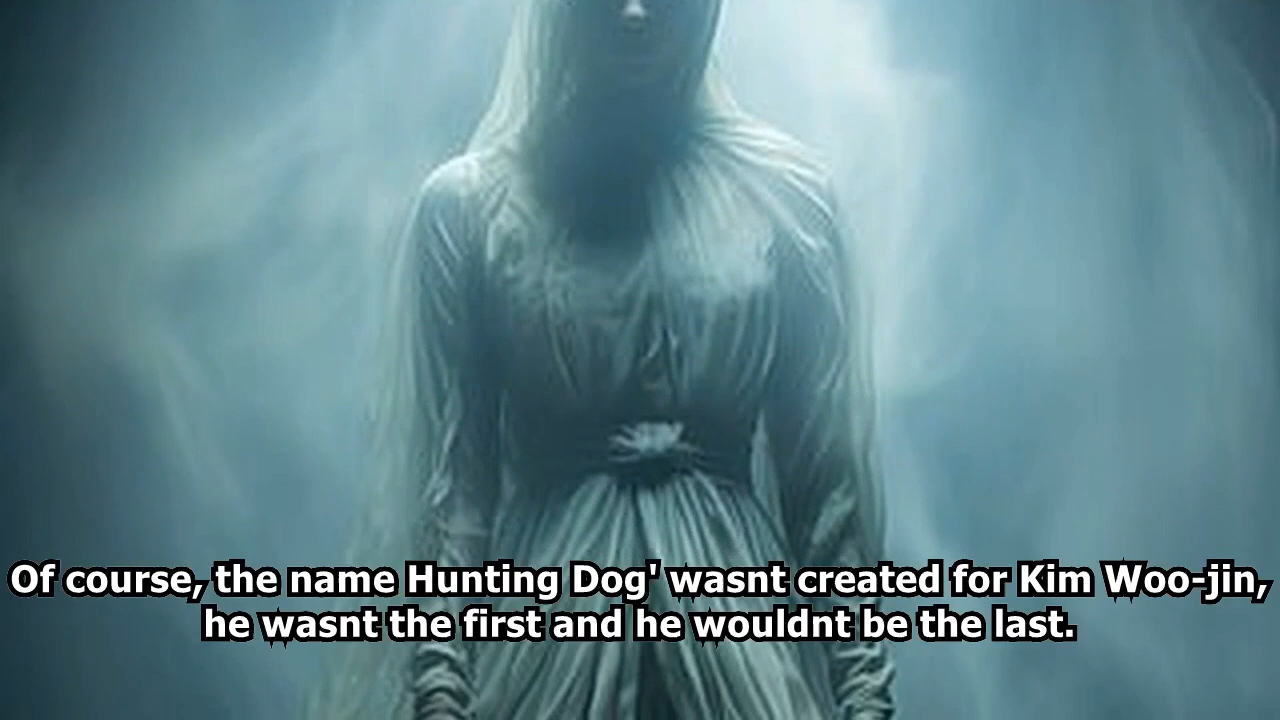 Of course, the name Hunting Dog' wasnt created for Kim Woo-jin,
he wasnt the first and he wouldnt be the last.